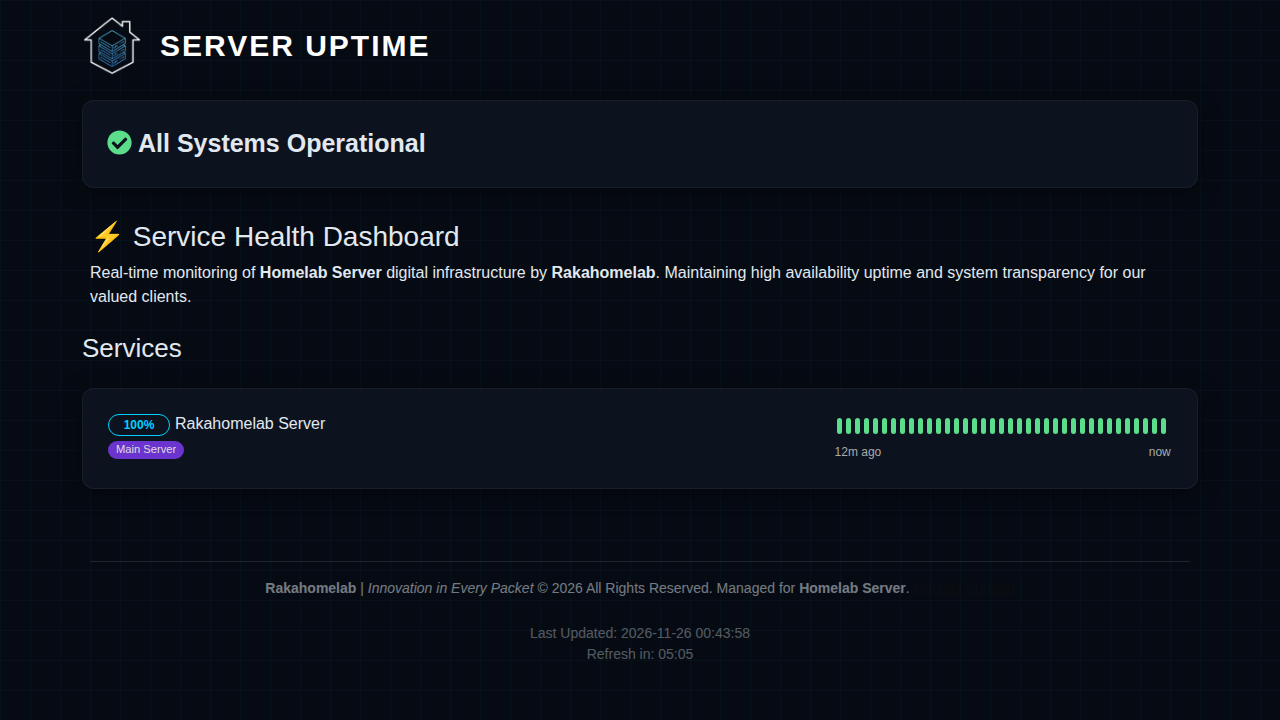 SERVER UPTIME
All Systems Operational
⚡ Service Health Dashboard
Real-time monitoring of Homelab Server digital infrastructure by Rakahomelab. Maintaining high availability uptime and system transparency for our
valued clients.
Services
100% Rakahomelab Server
Main Server
12m ago now
Rakahomelab | Innovation in Every Packet © 2026 All Rights Reserved. Managed for Homelab Server.
Last Updated: 2026-11-26 00:43:58
Refresh in: 05:05